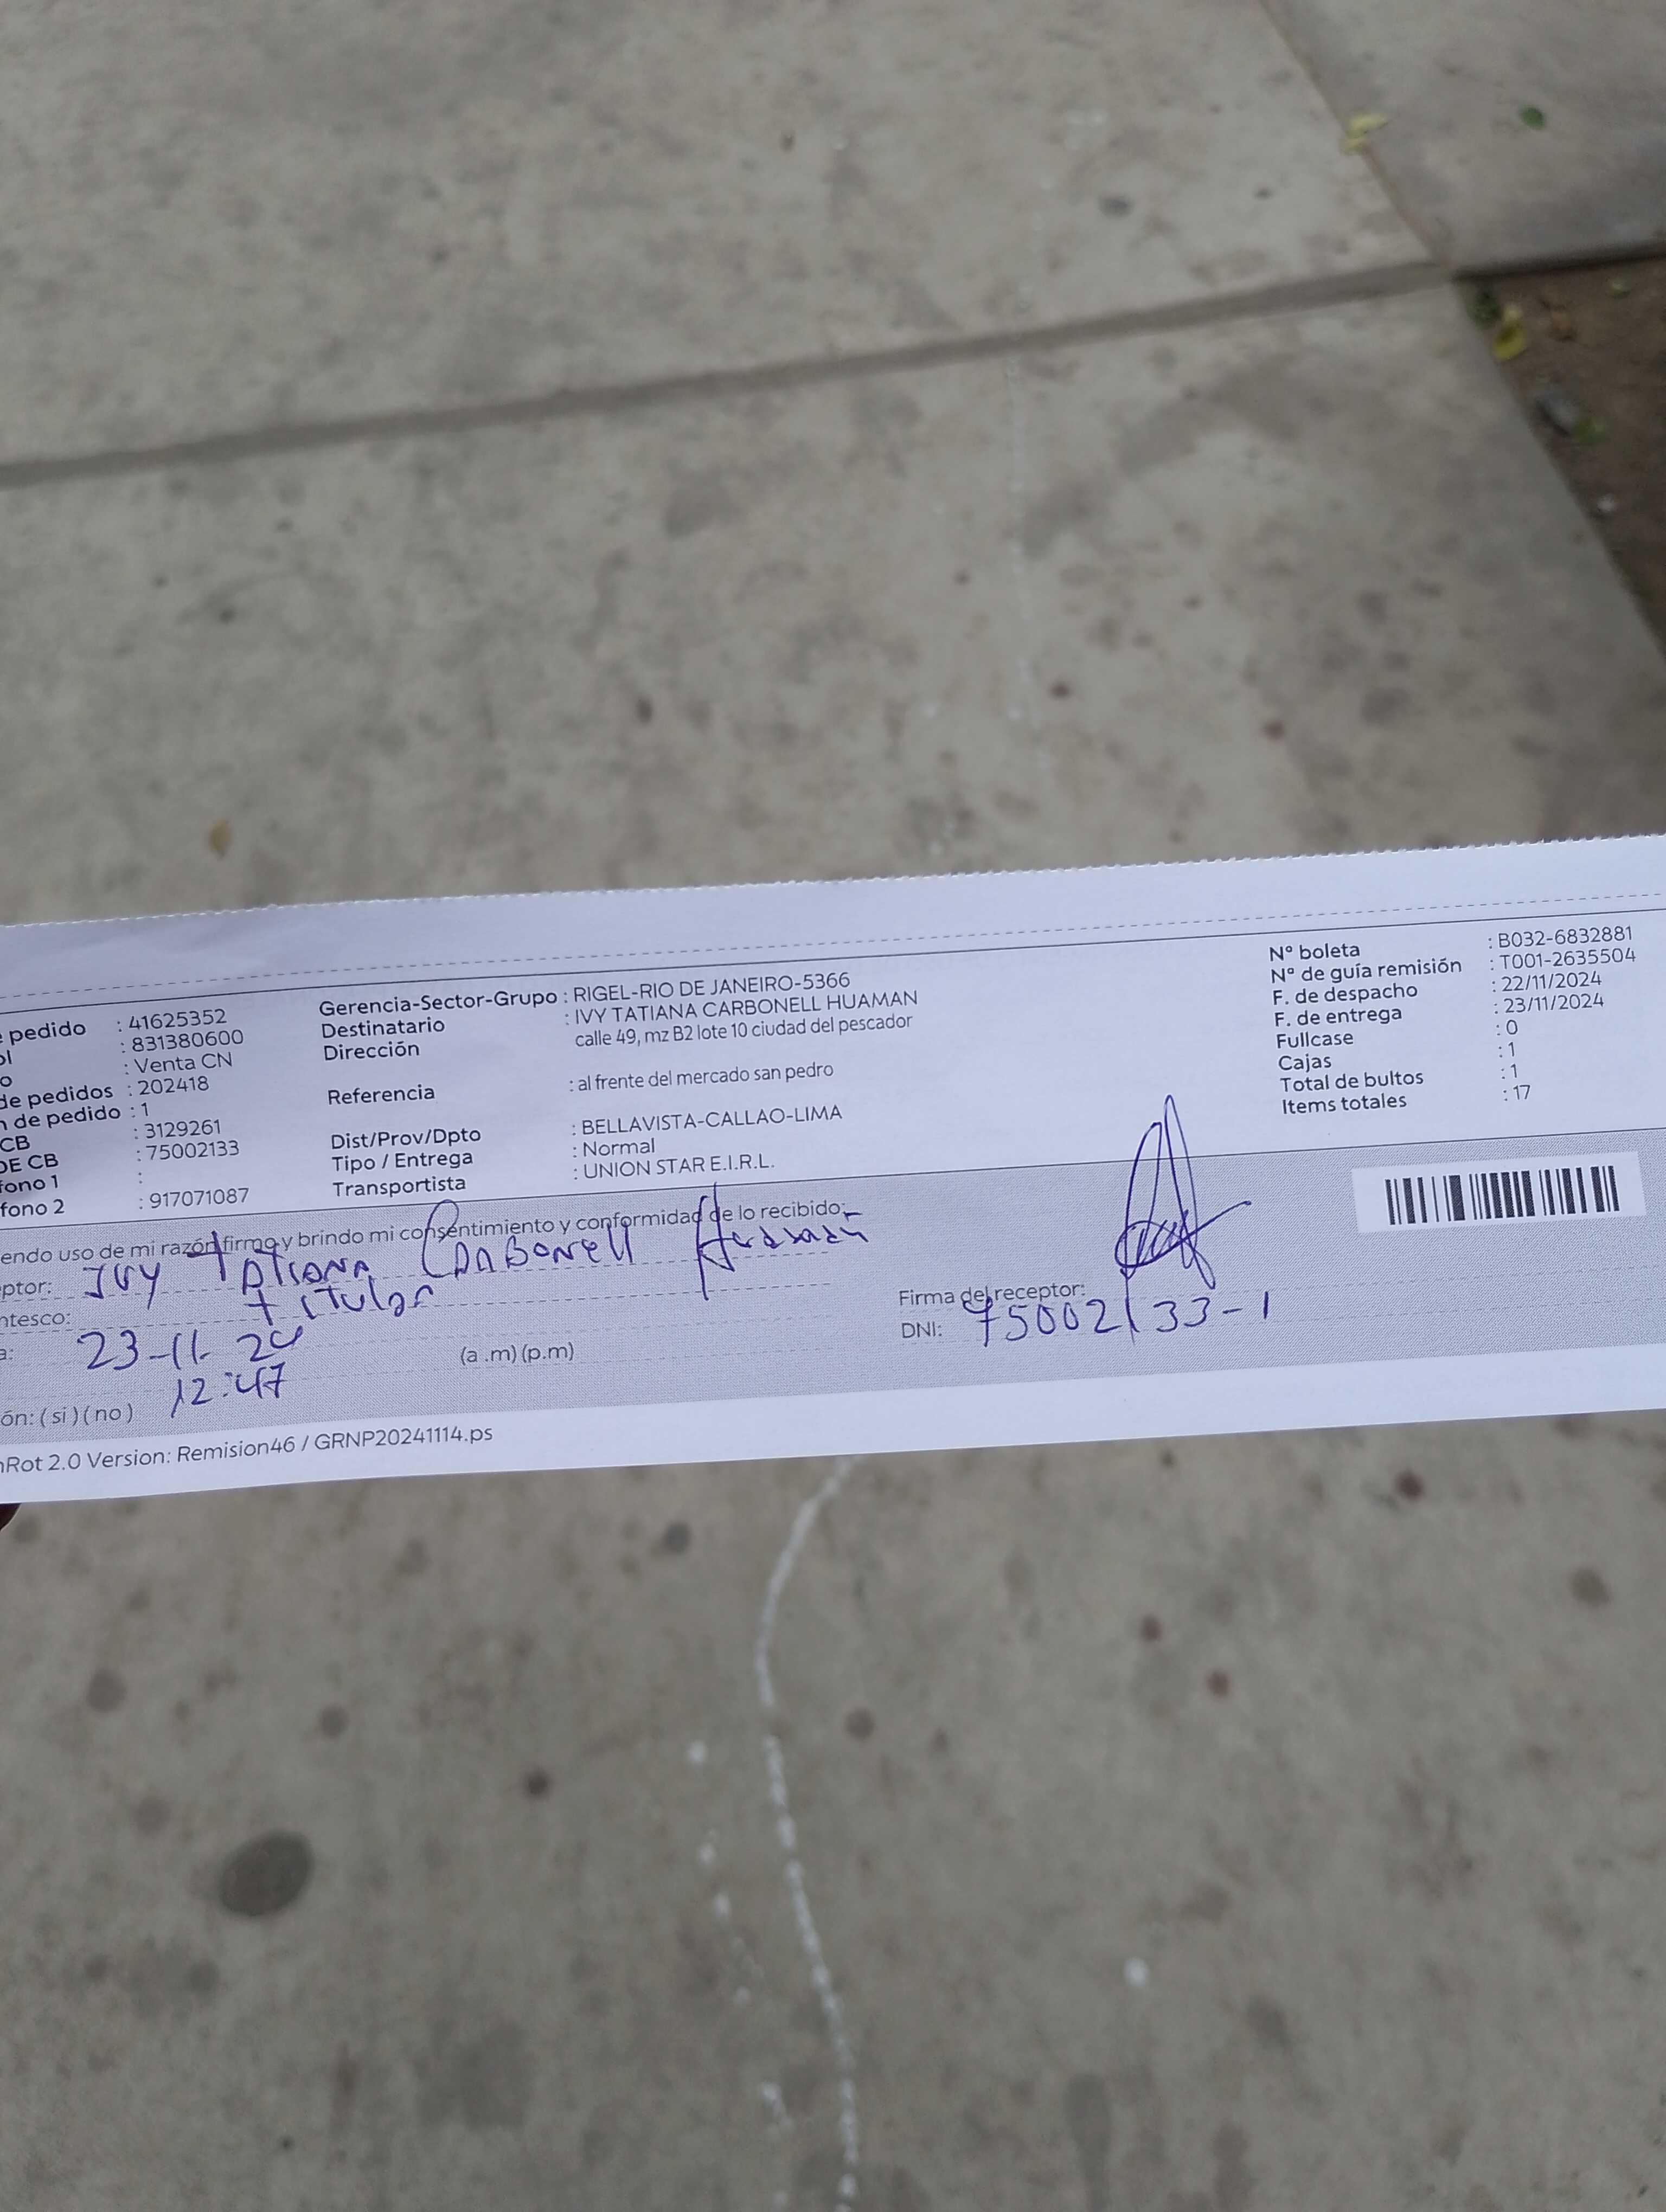 pedido : 41625352
: 831380600
: Venta CN
de pedidos : 202418
de pedido : 1
CB : 3129261
DE CB : 75002133
fono 1 :
fono 2 : 917071087
Gerencia-Sector-Grupo : RIGEL-RIO DE JANEIRO-5366
Destinatario : IVY TATIANA CARBONELL HUAMAN
Dirección calle 49, mz B2 lote 10 ciudad del pescador
Referencia : al frente del mercado san pedro
Dist/Prov/Dpto : BELLAVISTA-CALLAO-LIMA
Tipo / Entrega : Normal
Transportista : UNION STAR E.I.R.L.
N° boleta : B032-6832881
N° de guía remisión : T001-2635504
F. de despacho : 22/11/2024
F. de entrega : 23/11/2024
Fullcase : 0
Cajas : 1
Total de bultos : 1
Items totales : 17
endo uso de mi razón firmo y brindo mi consentimiento y conformidad de lo recibido:
ptor: Ivy Tatiana Carbonell
ntesco: titular
a: 23-11-24
12:47
(a .m) (p.m)
ón: ( si ) ( no )
Firma del receptor:
DNI: 75002133-1
nRot 2.0 Version: Remision46 / GRNP20241114.ps